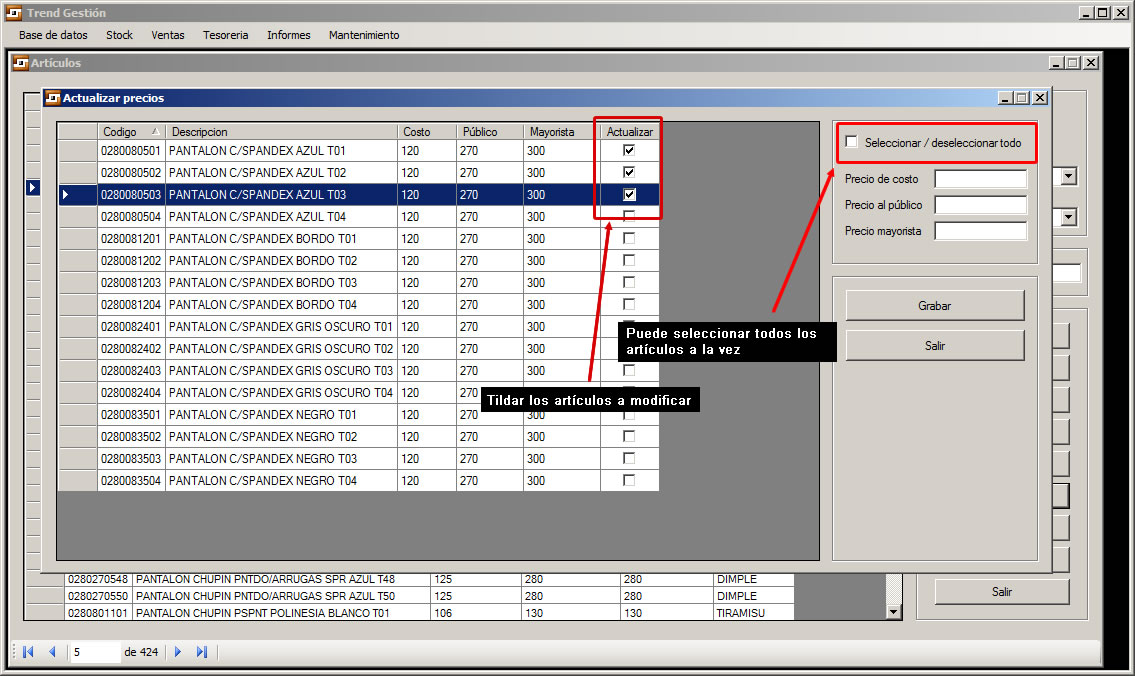 Trend Gestión
Base de datos Stock Ventas Tesoreria Informes Mantenimiento
Artículos
Actualizar precios
Codigo Descripcion Costo Público Mayorista Actualizar
0280080501 PANTALON C/SPANDEX AZUL T01 120 270 300
0280080502 PANTALON C/SPANDEX AZUL T02 120 270 300
0280080503 PANTALON C/SPANDEX AZUL T03 120 270 300
0280080504 PANTALON C/SPANDEX AZUL T04 120 270 300
0280081201 PANTALON C/SPANDEX BORDO T01 120 270 300
0280081202 PANTALON C/SPANDEX BORDO T02 120 270 300
0280081203 PANTALON C/SPANDEX BORDO T03 120 270 300
0280081204 PANTALON C/SPANDEX BORDO T04 120 270 300
0280082401 PANTALON C/SPANDEX GRIS OSCURO T01 120 270 300
0280082402 PANTALON C/SPANDEX GRIS OSCURO T02 120 270 300
0280082403 PANTALON C/SPANDEX GRIS OSCURO T03 120 270 300
0280082404 PANTALON C/SPANDEX GRIS OSCURO T04 120 270
0280083501 PANTALON C/SPANDEX NEGRO T01 120 270 300
0280083502 PANTALON C/SPANDEX NEGRO T02 120 270 300
0280083503 PANTALON C/SPANDEX NEGRO T03 120 270 300
0280083504 PANTALON C/SPANDEX NEGRO T04 120 270 300
Seleccionar / deseleccionar todo
Precio de costo
Precio al público
Precio mayorista
Grabar
Salir
Puede seleccionar todos los
artículos a la vez
Tildar los artículos a modificar
0280270548 PANTALON CHUPIN PNTDO/ARRUGAS SPR AZUL T48 125 280 280 DIMPLE
0280270550 PANTALON CHUPIN PNTDO/ARRUGAS SPR AZUL T50 125 280 280 DIMPLE
0280801101 PANTALON CHUPIN PSPNT POLINESIA BLANCO T01 106 130 130 TIRAMISU
Salir
5 de 424